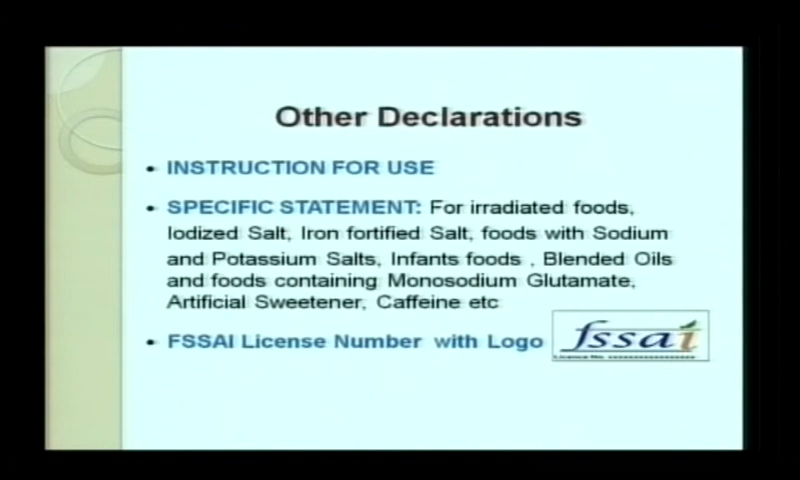 Other Declarations
• INSTRUCTION FOR USE
• SPECIFIC STATEMENT: For irradiated foods,
Iodized Salt, Iron fortified Salt, foods with Sodium
and Potassium Salts, Infants foods , Blended Oils
and foods containing Monosodium Glutamate,
Artificial Sweetener, Caffeine etc
• FSSAI License Number with Logo
fssai
Licence No.